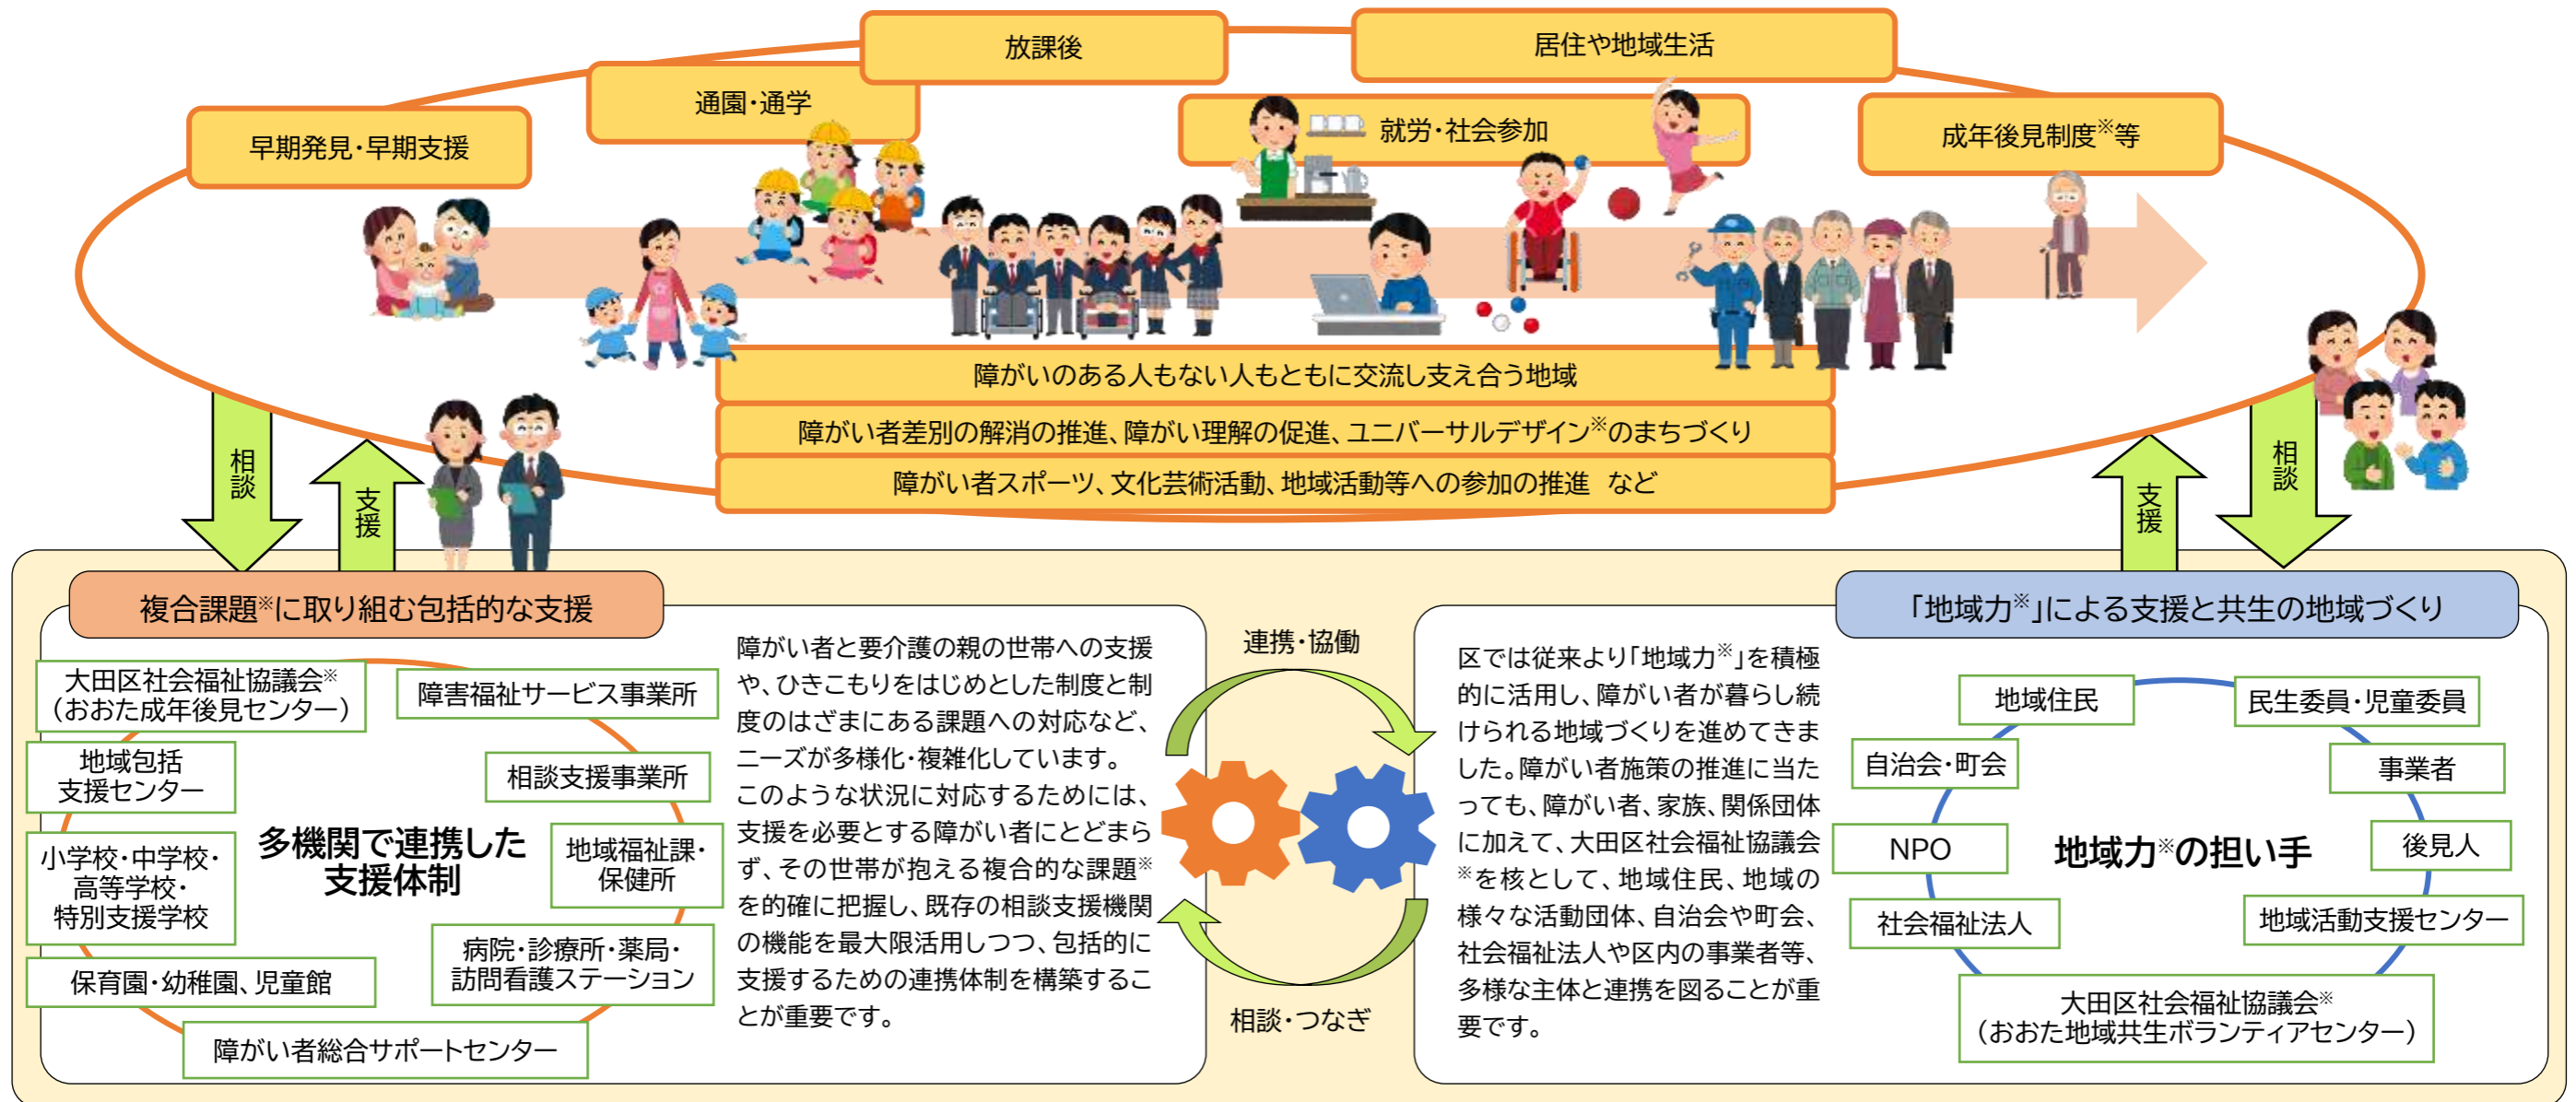 早期発見・早期支援
通園・通学
放課後
居住や地域生活
就労・社会参加
成年後見制度※等
障がいのある人もない人もともに交流し支え合う地域
障がい者差別の解消の推進、障がい理解の促進、ユニバーサルデザイン※のまちづくり
障がい者スポーツ、文化芸術活動、地域活動等への参加の推進　など
相談
支援
支援
相談
複合課題※に取り組む包括的な支援
大田区社会福祉協議会※
（おおた成年後見センター）
障害福祉サービス事業所
地域包括
支援センター
相談支援事業所
小学校・中学校・
高等学校・
特別支援学校
多機関で連携した
支援体制
地域福祉課・
保健所
保育園・幼稚園、児童館
病院・診療所・薬局・
訪問看護ステーション
障がい者総合サポートセンター
障がい者と要介護の親の世帯への支援
や、ひきこもりをはじめとした制度と制
度のはざまにある課題への対応など、
ニーズが多様化・複雑化しています。
このような状況に対応するためには、
支援を必要とする障がい者にとどまら
ず、その世帯が抱える複合的な課題※
を的確に把握し、既存の相談支援機関
の機能を最大限活用しつつ、包括的に
支援するための連携体制を構築するこ
とが重要です。
連携・協働
相談・つなぎ
「地域力※」による支援と共生の地域づくり
区では従来より「地域力※」を積極
的に活用し、障がい者が暮らし続
けられる地域づくりを進めてきま
した。障がい者施策の推進に当た
っても、障がい者、家族、関係団体
に加えて、大田区社会福祉協議会
※を核として、地域住民、地域の
様々な活動団体、自治会や町会、
社会福祉法人や区内の事業者等、
多様な主体と連携を図ることが重
要です。
地域住民
民生委員・児童委員
自治会・町会
事業者
NPO
地域力※の担い手
後見人
社会福祉法人
地域活動支援センター
大田区社会福祉協議会※
（おおた地域共生ボランティアセンター）